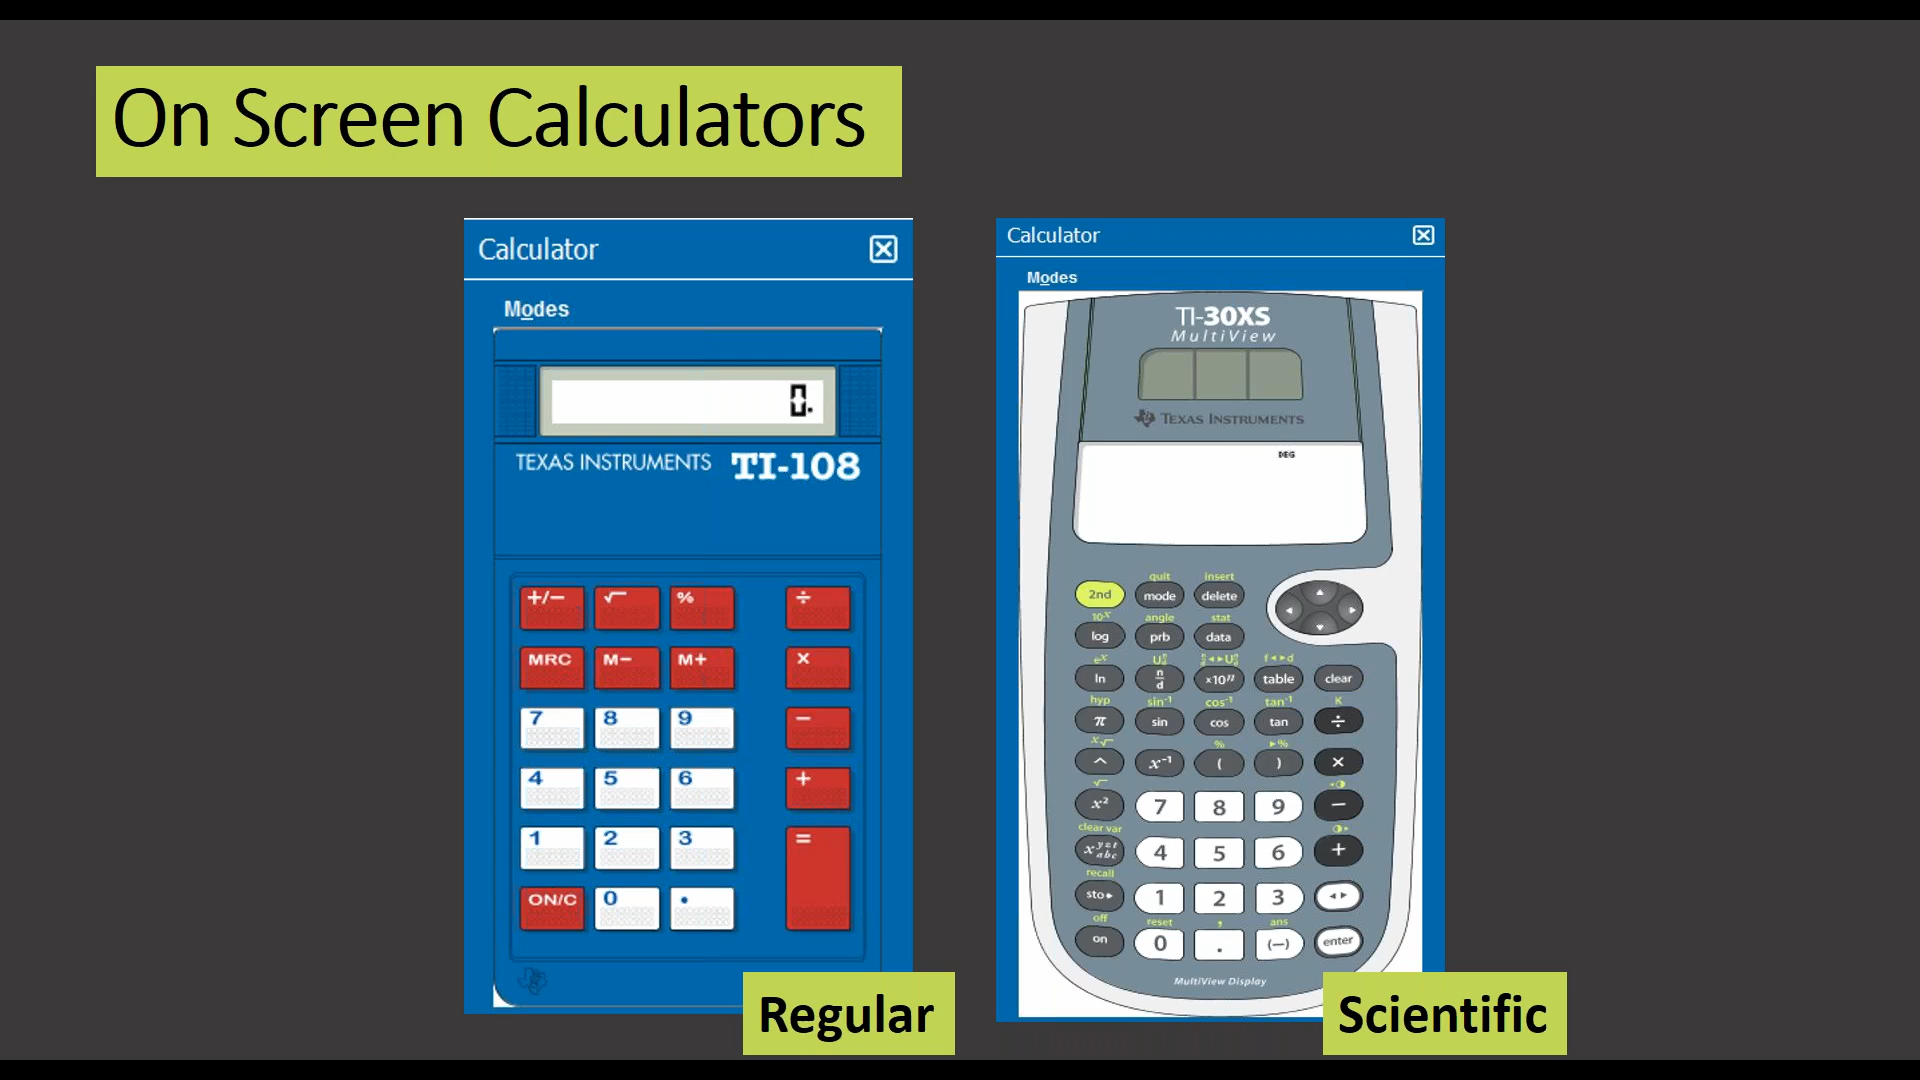 On Screen Calculators
Calculator
Modes
0.
TEXAS INSTRUMENTS TI-108
+/− √ % ÷
MRC M− M+ ×
7 8 9 −
4 5 6 +
1 2 3 =
ON/C 0 .
Regular
Calculator
Modes
TI-30XS
MultiView
TEXAS INSTRUMENTS
DEG
quit insert
2nd mode delete
10ˣ angle stat
log prb data
eˣ f◄►d
ln n/d ×10ⁿ table clear
hyp sin⁻¹ cos⁻¹ tan⁻¹ K
π sin cos tan ÷
ˣ√ % ►%
^ x⁻¹ ( ) ×
√
x² 7 8 9 −
clear var
x y z t a b c 4 5 6 +
recall
sto► 1 2 3 ◄►
off reset , ans
on 0 . (−) enter
MultiView Display
Scientific